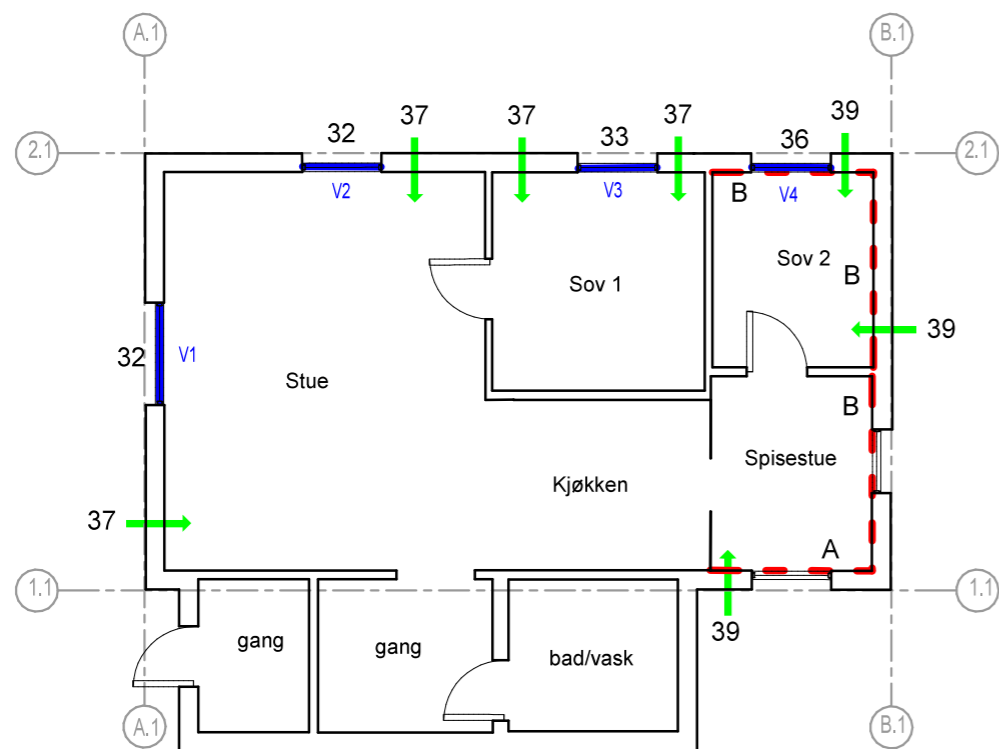 A.1 B.1
37 37 37 39
32 33 36
2.1 2.1
V2 V3 V4
B
Sov 2
B
Sov 1
39
32 V1
Stue
B
Spisestue
Kjøkken
37
A
1.1 1.1
39
gang gang bad/vask
A.1 B.1